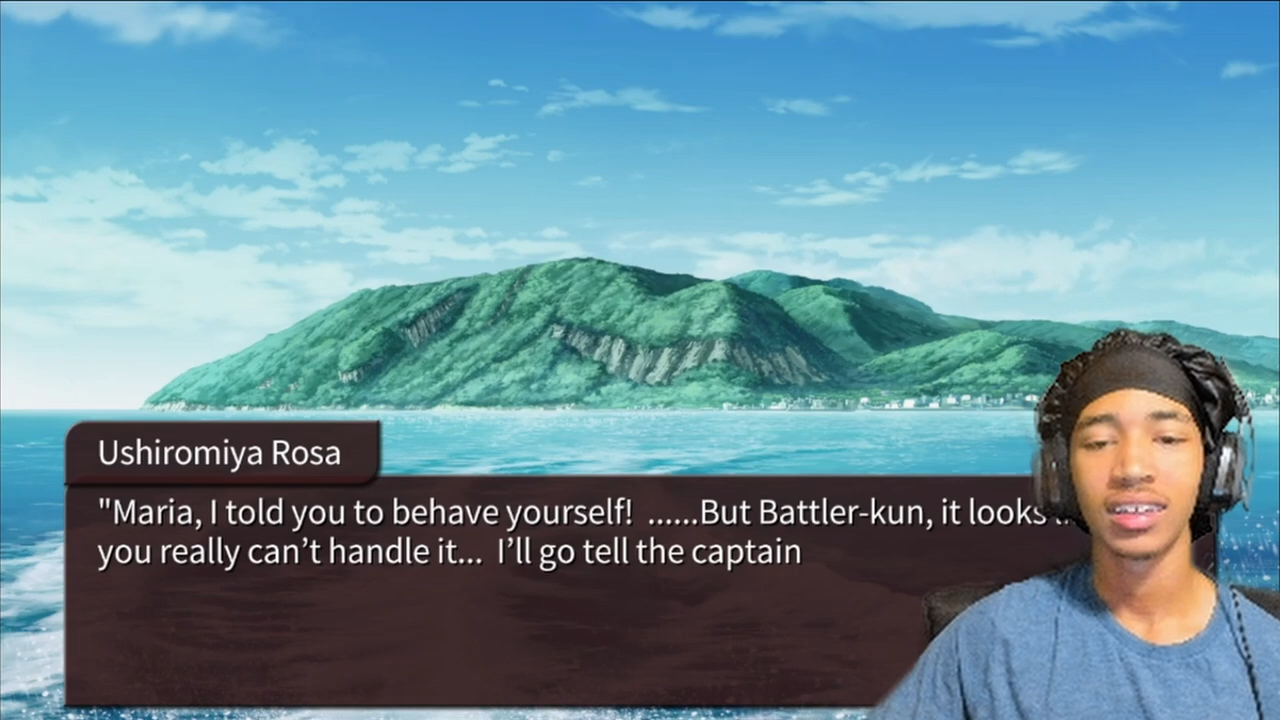 Ushiromiya Rosa
"Maria, I told you to behave yourself!  ......But Battler-kun, it looks
you really can't handle it...  I'll go tell the captain